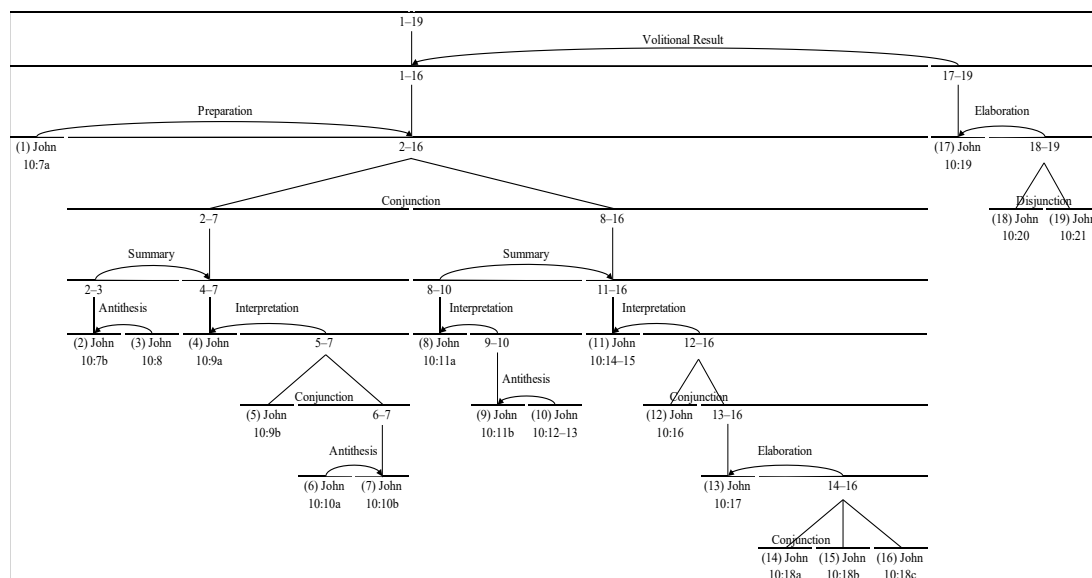 1–19
Volitional Result
1–16
17–19
Preparation
Elaboration
(1) John
10:7a
2–16
(17) John
10:19
18–19
Conjunction
2–7
8–16
Disjunction
(18) John
10:20
(19) John
10:21
Summary
Summary
2–3
4–7
8–10
11–16
Antithesis
Interpretation
Interpretation
Interpretation
(2) John
10:7b
(3) John
10:8
(4) John
10:9a
5–7
(8) John
10:11a
9–10
(11) John
10:14–15
12–16
Conjunction
Antithesis
Conjunction
(5) John
10:9b
6–7
(9) John
10:11b
(10) John
10:12–13
(12) John
10:16
13–16
Antithesis
Elaboration
(6) John
10:10a
(7) John
10:10b
(13) John
10:17
14–16
Conjunction
(14) John
10:18a
(15) John
10:18b
(16) John
10:18c